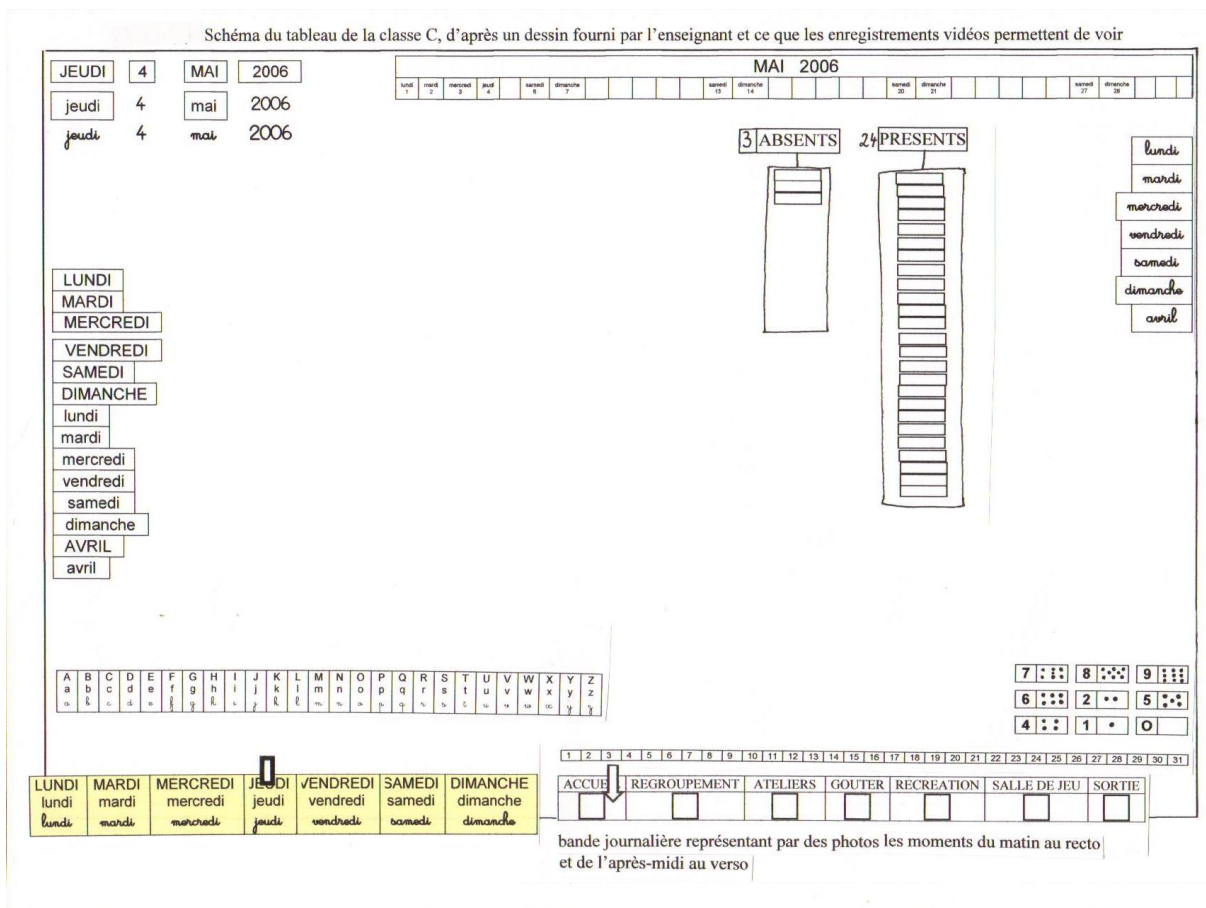 Schéma du tableau de la classe C, d'après un dessin fourni par l'enseignant et ce que les enregistrements vidéos permettent de voir
JEUDI 4 MAI 2006
jeudi 4 mai 2006
jeudi 4 mai 2006
MAI 2006
lundi mardi mercredi jeudi samedi dimanche samedi dimanche samedi dimanche samedi dimanche
1 2 3 4 6 7 13 14 20 21 27 28
3 ABSENTS 24 PRESENTS
lundi
mardi
mercredi
vendredi
samedi
dimanche
avril
LUNDI
MARDI
MERCREDI
VENDREDI
SAMEDI
DIMANCHE
lundi
mardi
mercredi
vendredi
samedi
dimanche
AVRIL
avril
A B C D E F G H I J K L M N O P Q R S T U V W X Y Z
a b c d e f g h i j k l m n o p q r s t u v w x y z
a b c d e f g h i j k l m n o p q r s t u v w x y z
7 8 9
6 2 5
4 1 0
1 2 3 4 5 6 7 8 9 10 11 12 13 14 15 16 17 18 19 20 21 22 23 24 25 26 27 28 29 30 31
LUNDI MARDI MERCREDI JEUDI VENDREDI SAMEDI DIMANCHE
lundi mardi mercredi jeudi vendredi samedi dimanche
lundi mardi mercredi jeudi vendredi samedi dimanche
ACCUE REGROUPEMENT ATELIERS GOUTER RECREATION SALLE DE JEU SORTIE
bande journalière représentant par des photos les moments du matin au recto
et de l'après-midi au verso